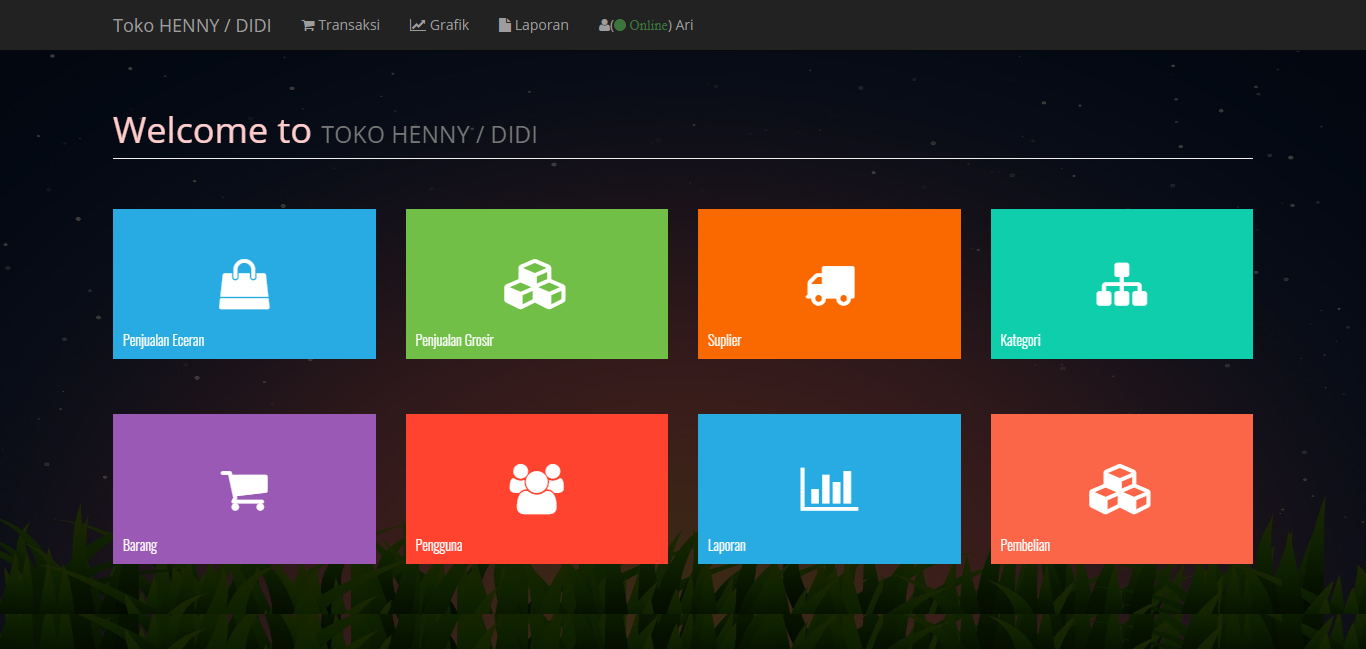 Toko HENNY / DIDI Transaksi Grafik Laporan (Online) Ari
Welcome to TOKO HENNY / DIDI
Penjualan Eceran
Penjualan Grosir
Suplier
Kategori
Barang
Pengguna
Laporan
Pembelian